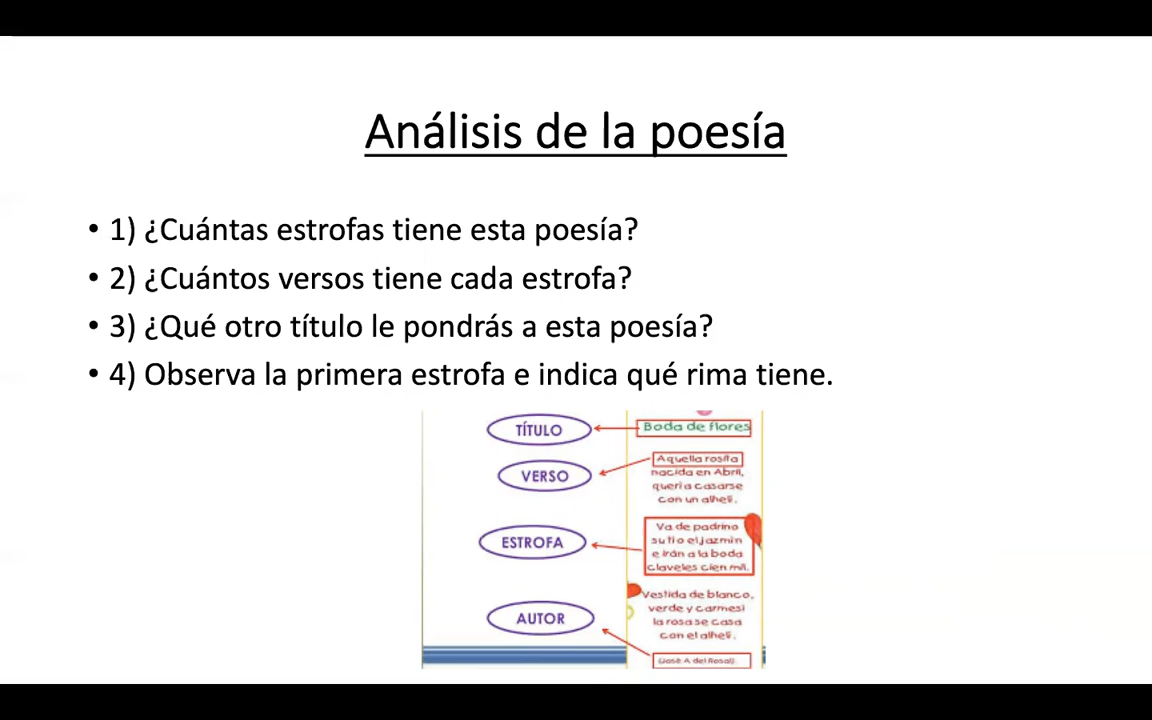 Análisis de la poesía
• 1) ¿Cuántas estrofas tiene esta poesía?
• 2) ¿Cuántos versos tiene cada estrofa?
• 3) ¿Qué otro título le pondrás a esta poesía?
• 4) Observa la primera estrofa e indica qué rima tiene.
TÍTULO
VERSO
ESTROFA
AUTOR
Boda de flores
Aquella rosita
nacida en Abril,
queria casarse
con un alhelí.
Va de padrino
su tio el jazmin
e irán a la boda
claveles cien mil.
Vestida de blanco,
verde y carmesí
la rosa se casa
con el alhelí.
(José A. del Rosal).